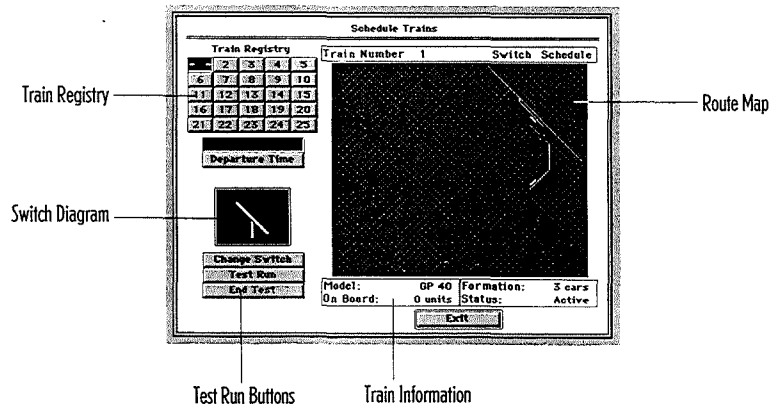 Schedule Trains
Train Registry
Train Number 1 Switch Schedule
2 3 4 5
6 7 8 9 10
11 12 13 14 15
16 17 18 19 20
21 22 23 24 25
Departure Time
Change Switch
Test Run
End Test
Model: GP 40 Formation: 3 cars
On Board: 0 units Status: Active
Exit
Train Registry
Switch Diagram
Route Map
Test Run Buttons
Train Information